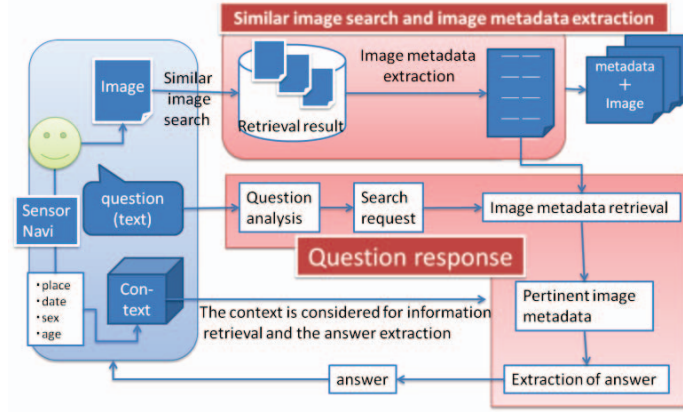 Similar image search and image metadata extraction
Image
Similar
image
search
Retrieval result
Image metadata
extraction
metadata
+
Image
question
(text)
Sensor
Navi
Question
analysis
Search
request
Image metadata retrieval
Question response
• place
• date
• sex
• age
Con-
text
The context is considered for information
retrieval and the answer extraction
Pertinent image
metadata
answer
Extraction of answer